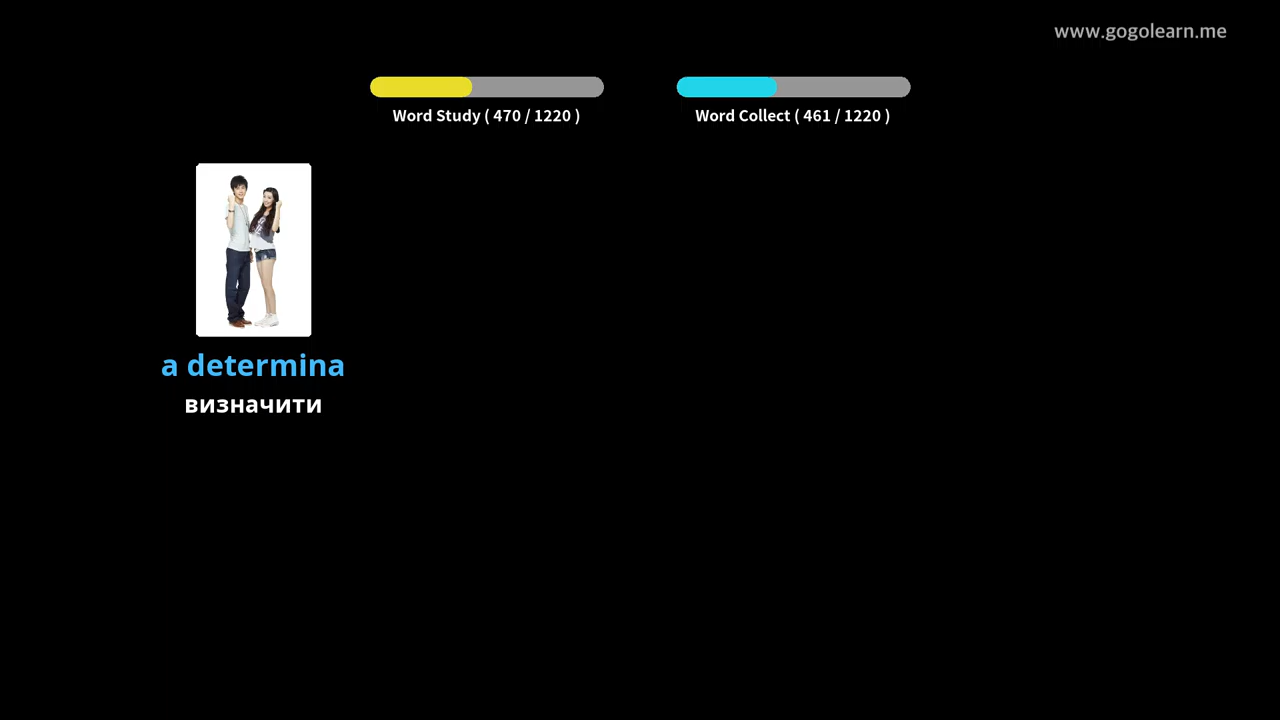 www.gogolearn.me
Word Study ( 470 / 1220 )
Word Collect ( 461 / 1220 )
a determina
визначити